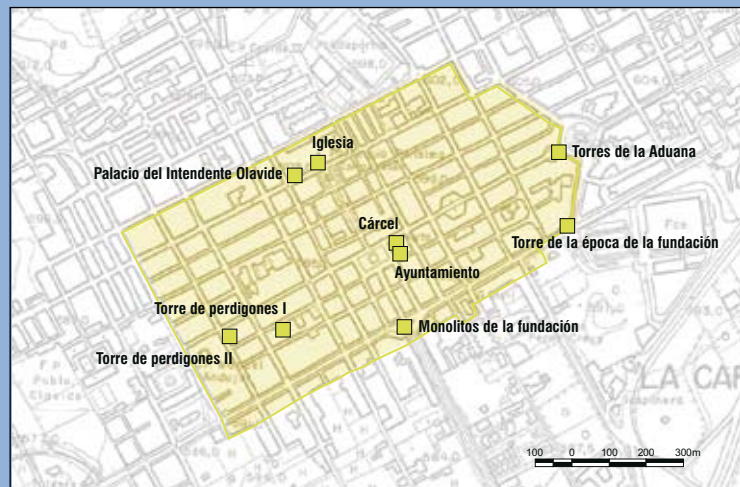 Iglesia
Palacio del Intendente Olavide
Torres de la Aduana
Cárcel
Torre de la época de la fundación
Ayuntamiento
Torre de perdigones I
Monolitos de la fundación
Torre de perdigones II
LA CAR
100 0 100 200 300m